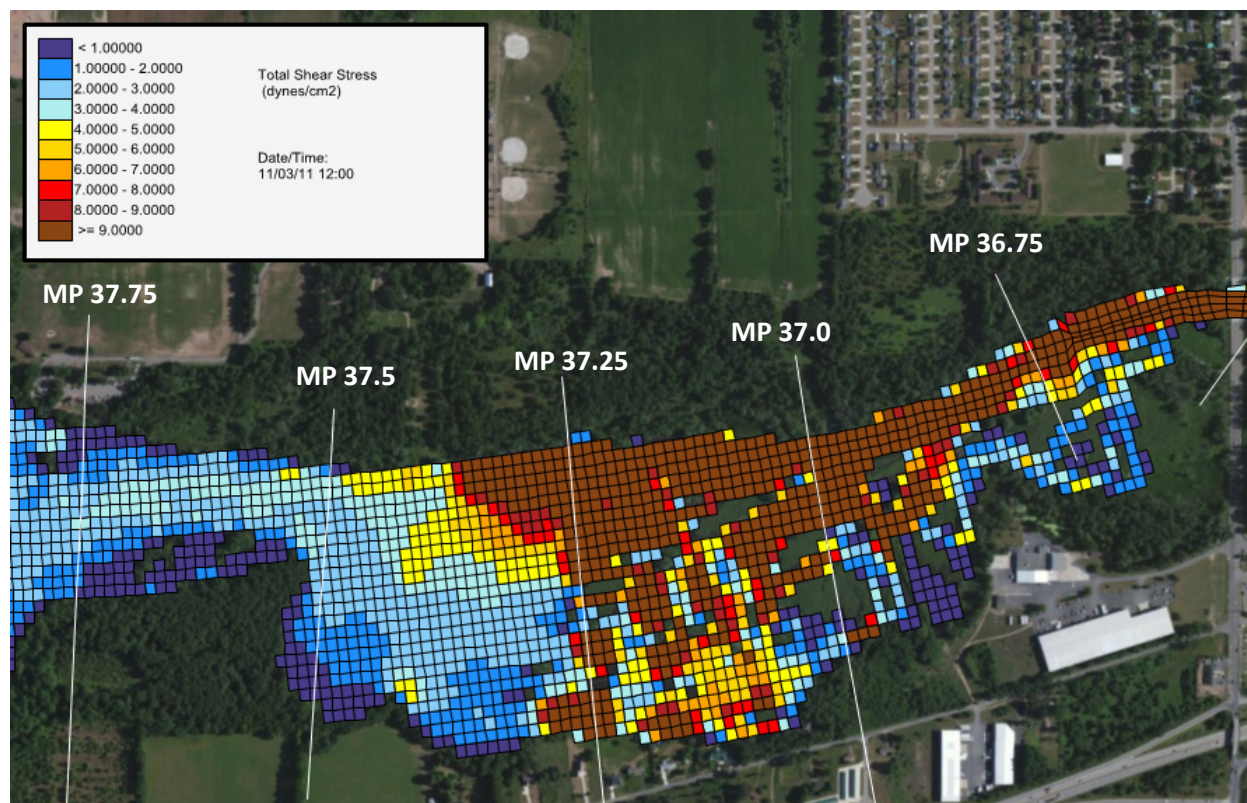 < 1.00000
1.00000 - 2.0000
2.0000 - 3.0000
3.0000 - 4.0000
4.0000 - 5.0000
5.0000 - 6.0000
6.0000 - 7.0000
7.0000 - 8.0000
8.0000 - 9.0000
>= 9.0000
Total Shear Stress
(dynes/cm2)
Date/Time:
11/03/11 12:00
MP 36.75
MP 37.75
MP 37.0
MP 37.25
MP 37.5